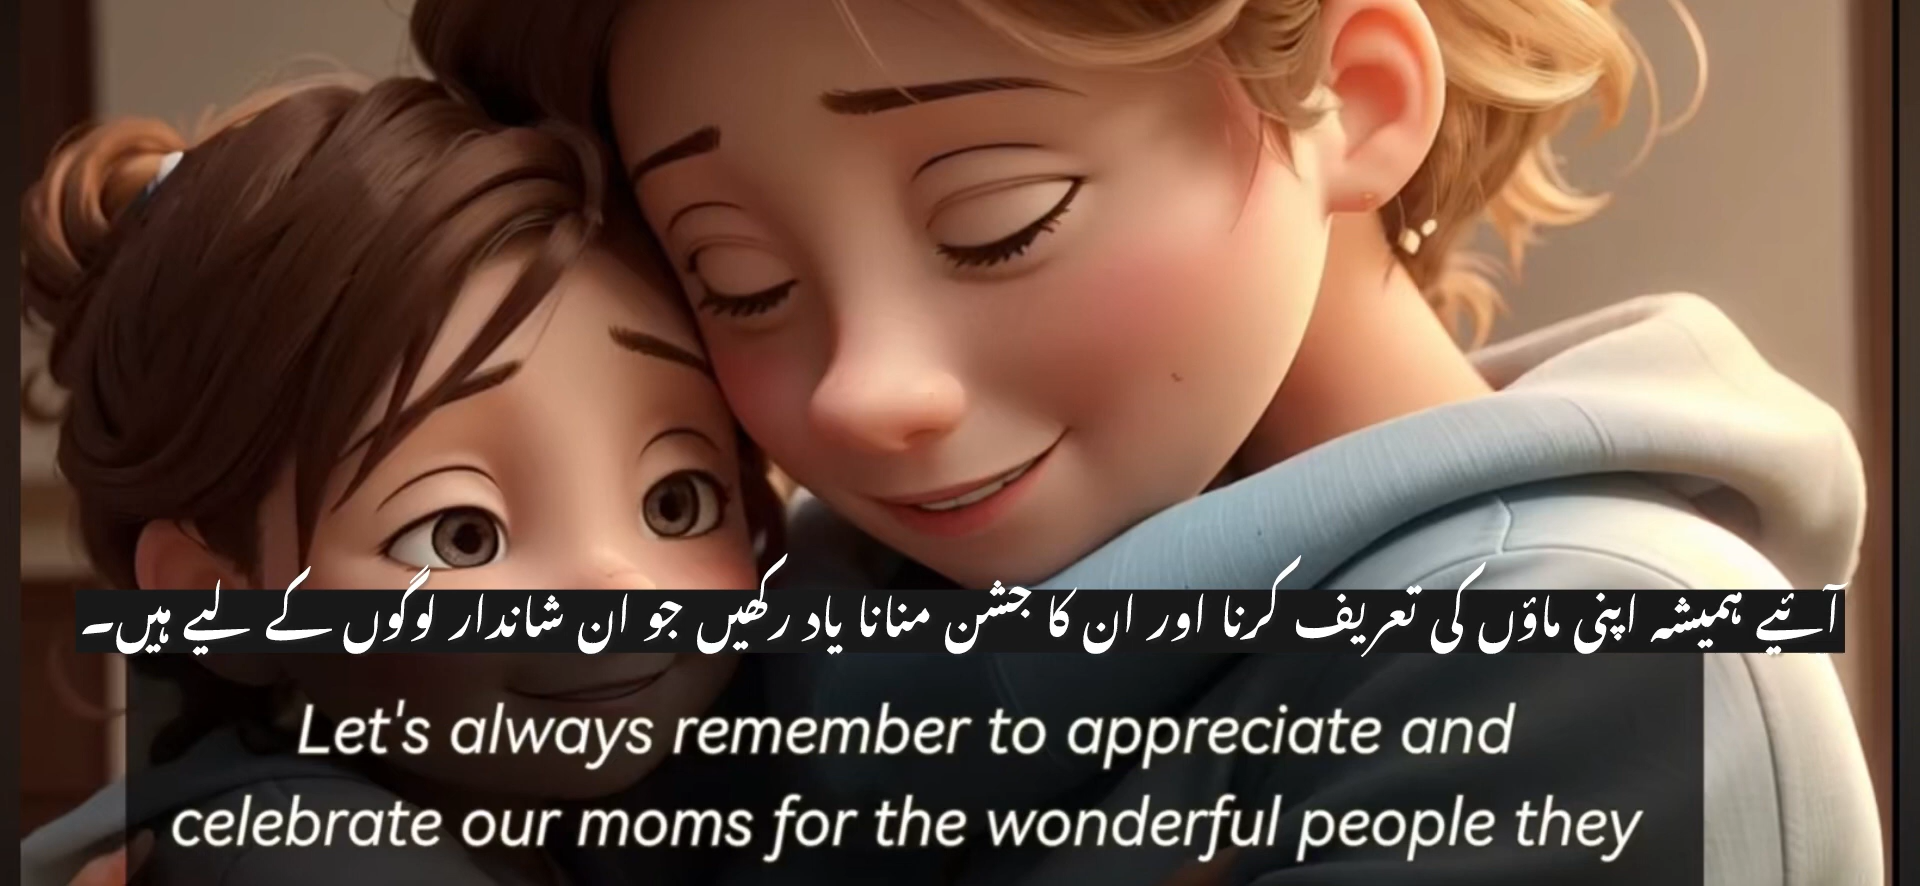 آئیے ہمیشہ اپنی ماؤں کی تعریف کرنا اور ان کا جشن منانا یاد رکھیں جو ان شاندار لوگوں کے لیے ہیں۔
Let's always remember to appreciate and
celebrate our moms for the wonderful people they